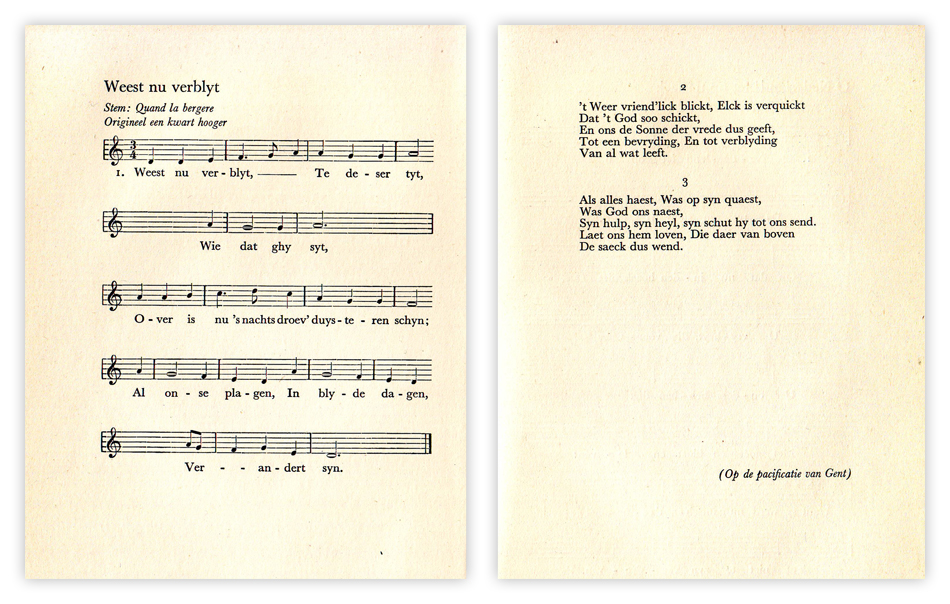 Weest nu verblyt
Stem: Quand la bergere
Origineel een kwart hooger
3
4
1. Weest nu ver - blyt, Te de - ser tyt,
Wie dat ghy syt,
O - ver is nu 's nachts droev' duys - te - ren schyn;
Al on - se pla - gen, In bly - de da - gen,
Ver - - an - dert syn.
2
't Weer vriend'lick blickt, Elck is verquickt
Dat 't God soo schickt,
En ons de Sonne der vrede dus geeft,
Tot een bevryding, En tot verblyding
Van al wat leeft.
3
Als alles haest, Was op syn quaest,
Was God ons naest,
Syn hulp, syn heyl, syn schut hy tot ons send.
Laet ons hem loven, Die daer van boven
De saeck dus wend.
(Op de pacificatie van Gent)